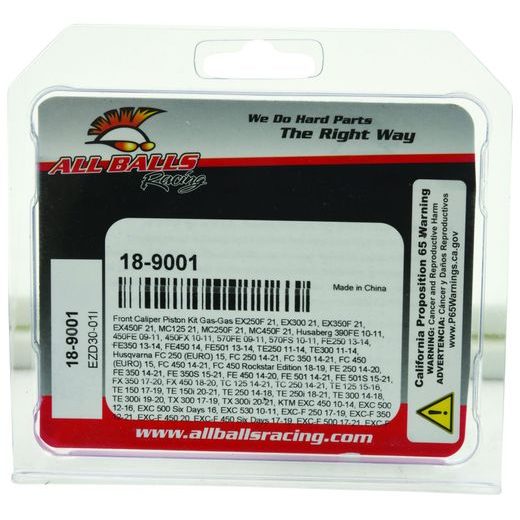 We Do Hard Parts
The Right Way
ALL BALLS
Racing
18-9001
Made in China
Front Caliper Piston Kit Gas-Gas EX250F 21, EX300 21, EX350F 21,
EX450F 21, MC125 21, MC250F 21, MC450F 21, Husaberg 390FE 10-11,
450FE 09-11, 450FX 10-11, 570FE 09-11, 570FS 10-11, FE250 13-14,
FE350 13-14, FE450 14, FE501 13-14, TE250 11-14, TE300 11-14,
Husqvarna FC 250 (EURO) 15, FC 250 14-21, FC 350 14-21, FC 450
(EURO) 15, FC 450 14-21, FC 450 Rockstar Edition 18-19, FE 250 14-20,
FE 350 14-21, FE 350S 15-21, FE 450 14-20, FE 501 14-21, FE 501S 15-21,
FX 350 17-20, FX 450 18-20, TC 125 14-21, TC 250 14-21, TE 125 15-16,
TE 150 17-19, TE 150i 20-21, TE 250 14-18, TE 250i 18-21, TE 300 14-18,
TE 300i 19-20, TX 300 17-19, TX 300i 20-21, KTM EXC 450 10-14, EXC 500
12-16, EXC 500 Six Days 16, EXC 530 10-11, EXC-F 250 17-19, EXC-F 350
18-19, EXC-F 450 17-19, EXC-F 500 17-21, EXC-F
www.allballsracing.com
18-9001
EZD30-01I
California Proposition 65 Warning
WARNING: Cancer and Reproductive Harm
ADVERTENCIA: Cáncer y Daños Reproductivos
www.P65Warnings.ca.gov